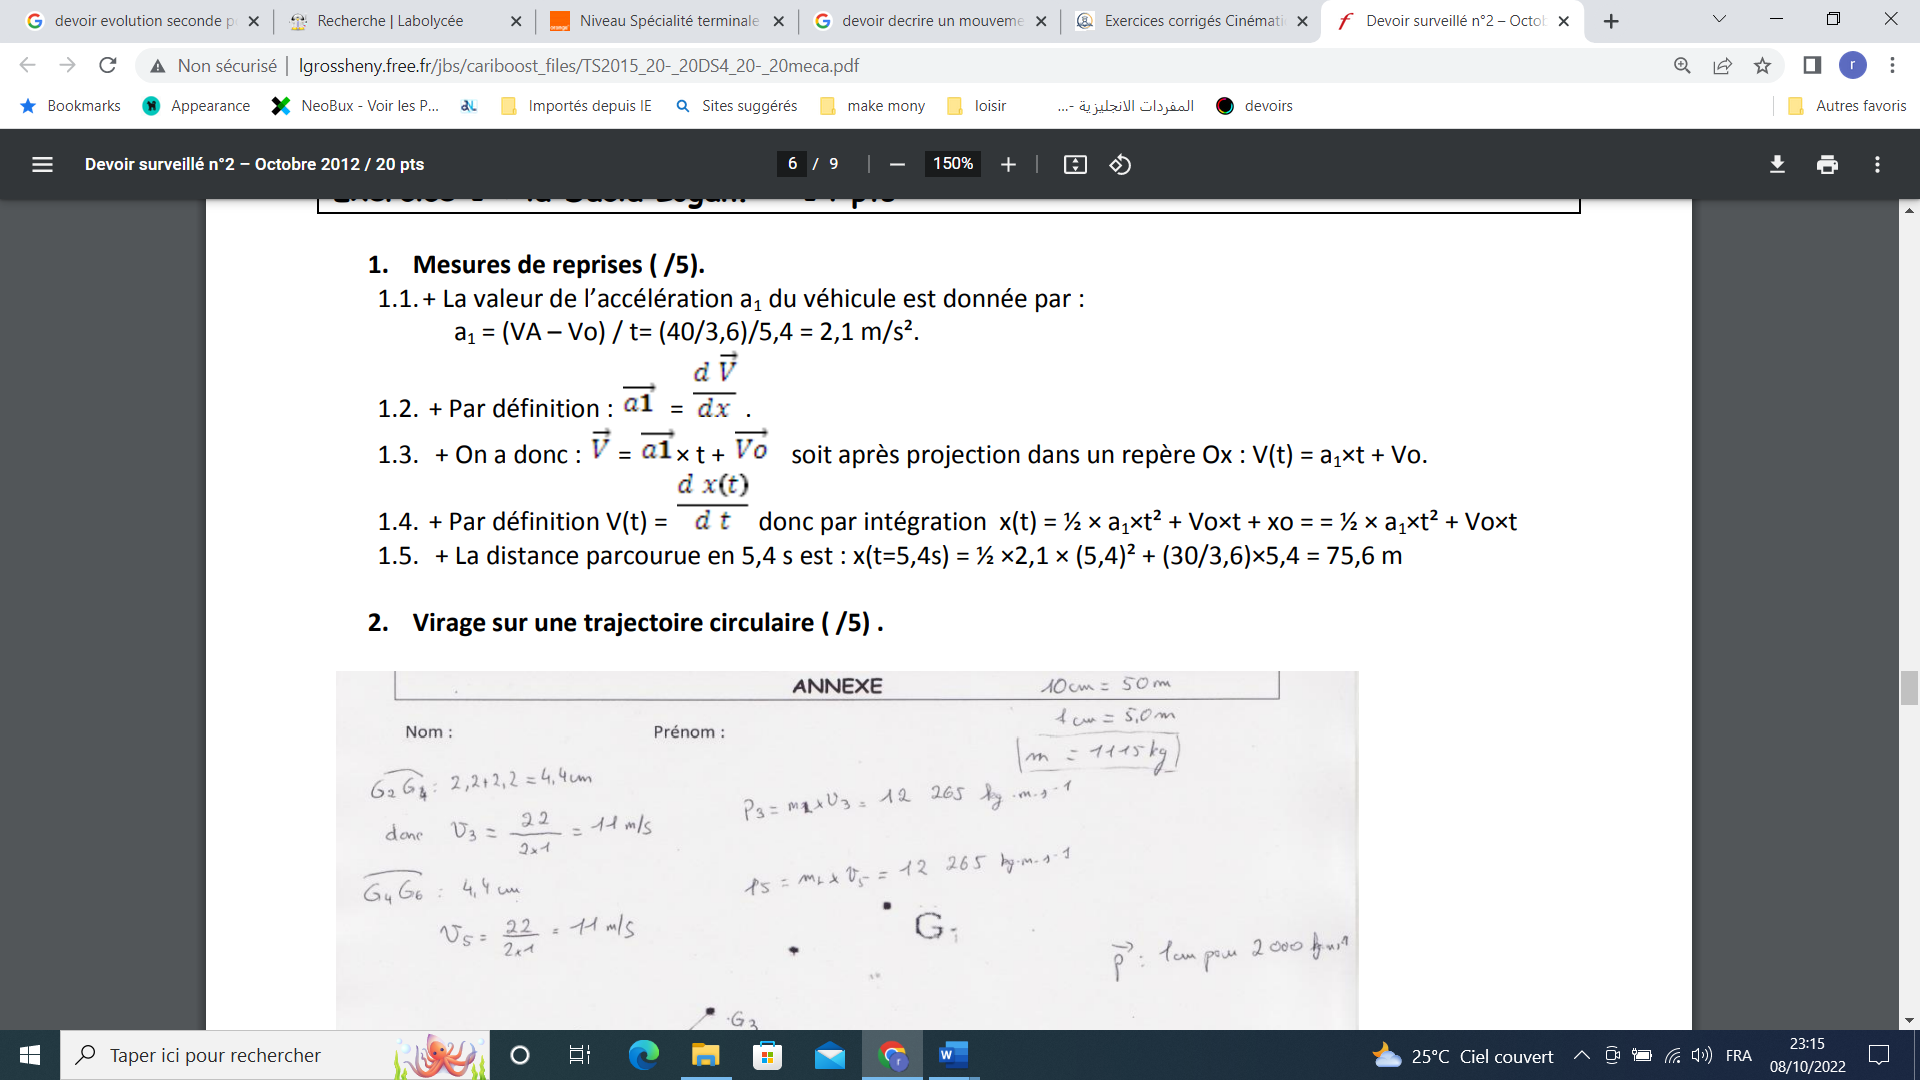 devoir evolution seconde p
Recherche | Labolycée
Niveau Spécialité terminale
devoir decrire un mouveme
Exercices corrigés Cinémati
Devoir surveillé n°2 – Octob
Non sécurisé | lgrossheny.free.fr/jbs/cariboost_files/TS2015_20-_20DS4_20-_20meca.pdf
r
Bookmarks
Appearance
NeoBux - Voir les P...
Importés depuis IE
Sites suggérés
make mony
loisir
المفردات الانجليزية -...
devoirs
Autres favoris
Devoir surveillé n°2 – Octobre 2012 / 20 pts
6 / 9
150%
1. Mesures de reprises ( /5).
1.1. + La valeur de l’accélération a₁ du véhicule est donnée par :
a₁ = (VA – Vo) / t= (40/3,6)/5,4 = 2,1 m/s².
1.2. + Par définition : a1 = dV/dx .
1.3. + On a donc : V = a1 × t + Vo soit après projection dans un repère Ox : V(t) = a₁×t + Vo.
1.4. + Par définition V(t) = d x(t)/d t donc par intégration x(t) = ½ × a₁×t² + Vo×t + xo = = ½ × a₁×t² + Vo×t
1.5. + La distance parcourue en 5,4 s est : x(t=5,4s) = ½ ×2,1 × (5,4)² + (30/3,6)×5,4 = 75,6 m
2. Virage sur une trajectoire circulaire ( /5) .
ANNEXE
10cm = 50m
1 cm = 5,0m
Nom :
Prénom :
m = 1115kg
G₂G₄ : 2,2+2,2 = 4,4cm
P₃ = m×V₃ = 12 265 kg.m.s-1
donc V₃ = 22/2×1 = 11 m/s
G₄G₆ : 4,4 cm
P5 = m × V₅ = 12 265 kg.m.s-1
V₅ = 22/2×1 = 11 m/s
G₁
p : 1cm pour 2000 kg.m.s-1
G3
Taper ici pour rechercher
25°C Ciel couvert
FRA
23:15
08/10/2022